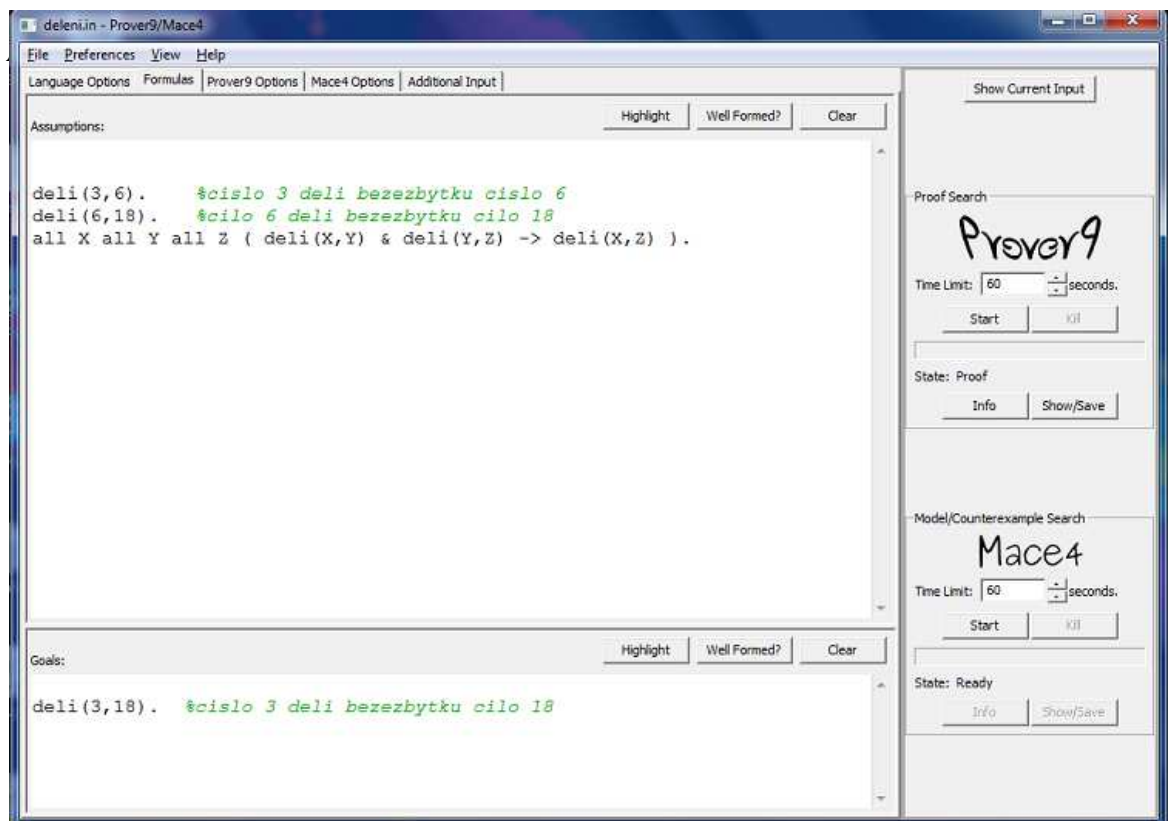 deleni.in - Prover9/Mace4
File Preferences View Help
Language Options Formulas Prover9 Options Mace4 Options Additional Input
Show Current Input
Assumptions:
Highlight Well Formed? Clear
deli(3,6). %cislo 3 deli bezezbytku cislo 6
deli(6,18). %cilo 6 deli bezezbytku cilo 18
all X all Y all Z ( deli(X,Y) & deli(Y,Z) -> deli(X,Z) ).
Proof Search
Prover9
Time Limit: 60 seconds.
Start Kill
State: Proof
Info Show/Save
Model/Counterexample Search
Mace4
Time Limit: 60 seconds.
Start Kill
State: Ready
Info Show/Save
Goals:
Highlight Well Formed? Clear
deli(3,18). %cislo 3 deli bezezbytku cilo 18